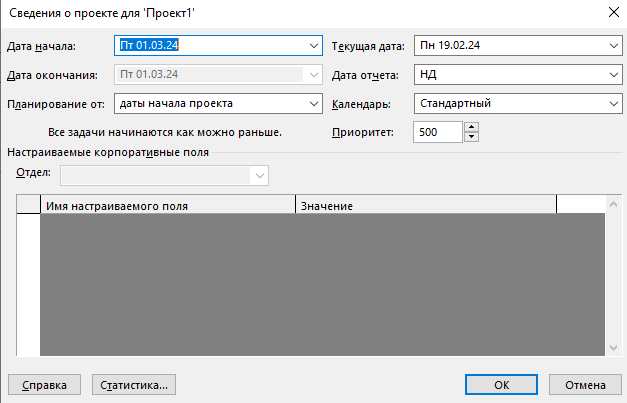 Сведения о проекте для 'Проект1'
Дата начала: Пт 01.03.24 Текущая дата: Пн 19.02.24
Дата окончания: Пт 01.03.24 Дата отчета: НД
Планирование от: даты начала проекта Календарь: Стандартный
Все задачи начинаются как можно раньше. Приоритет: 500
Настраиваемые корпоративные поля
Отдел:
Имя настраиваемого поля Значение
Справка Статистика... ОК Отмена